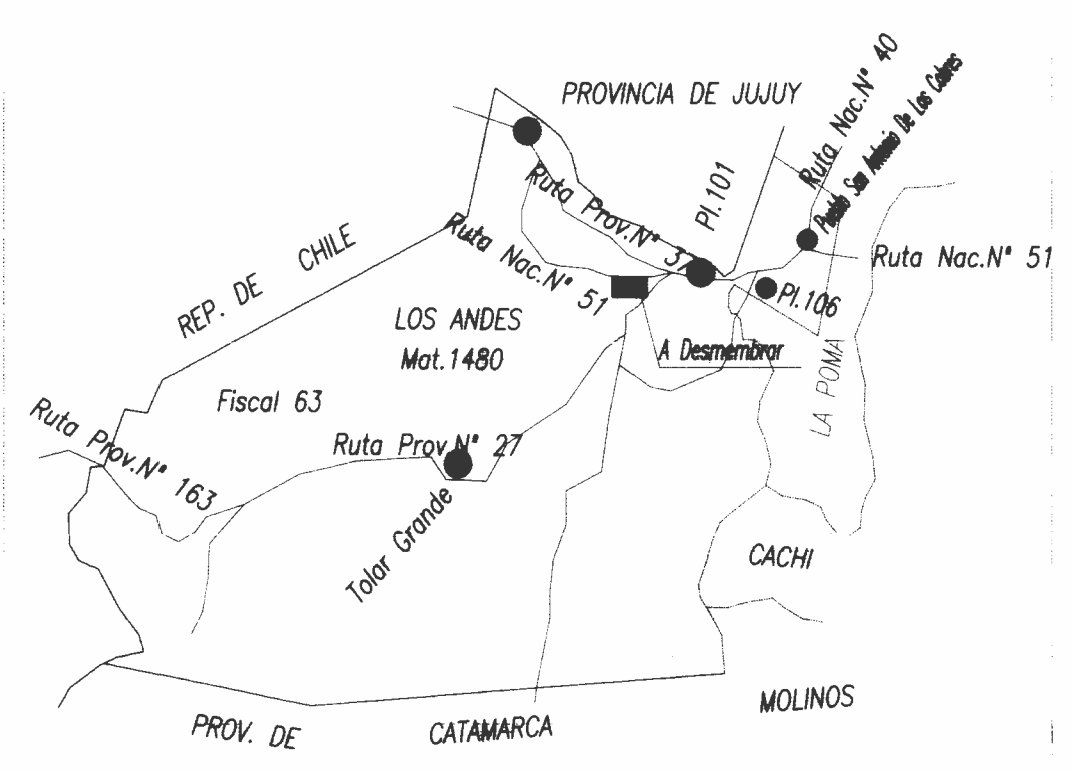 PROVINCIA DE JUJUY
Ruta Nac.N° 40
Pueblo San Antonio De Los Cobres
Pl.101
Ruta Prov.N° 37
Ruta Nac.N° 51
Ruta Nac.N° 51
REP. DE CHILE
Pl.106
LOS ANDES
Mat.1480
A Desmembrar
LA POMA
Fiscal 63
Ruta Prov.N° 163
Ruta Prov.N° 27
Tolar Grande
CACHI
MOLINOS
PROV. DE CATAMARCA